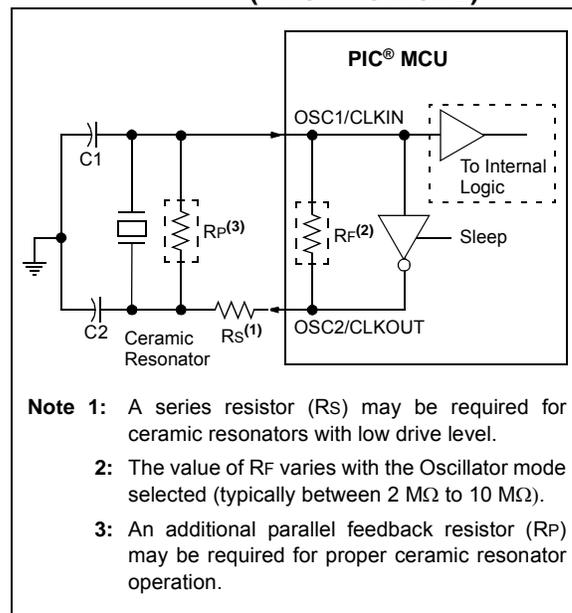 PIC® MCU
OSC1/CLKIN
C1
To Internal
Logic
RP(3)
RF(2)
Sleep
OSC2/CLKOUT
C2
Ceramic
Resonator
RS(1)
Note 1: A series resistor (RS) may be required for
ceramic resonators with low drive level.
2: The value of RF varies with the Oscillator mode
selected (typically between 2 MΩ to 10 MΩ).
3: An additional parallel feedback resistor (RP)
may be required for proper ceramic resonator
operation.